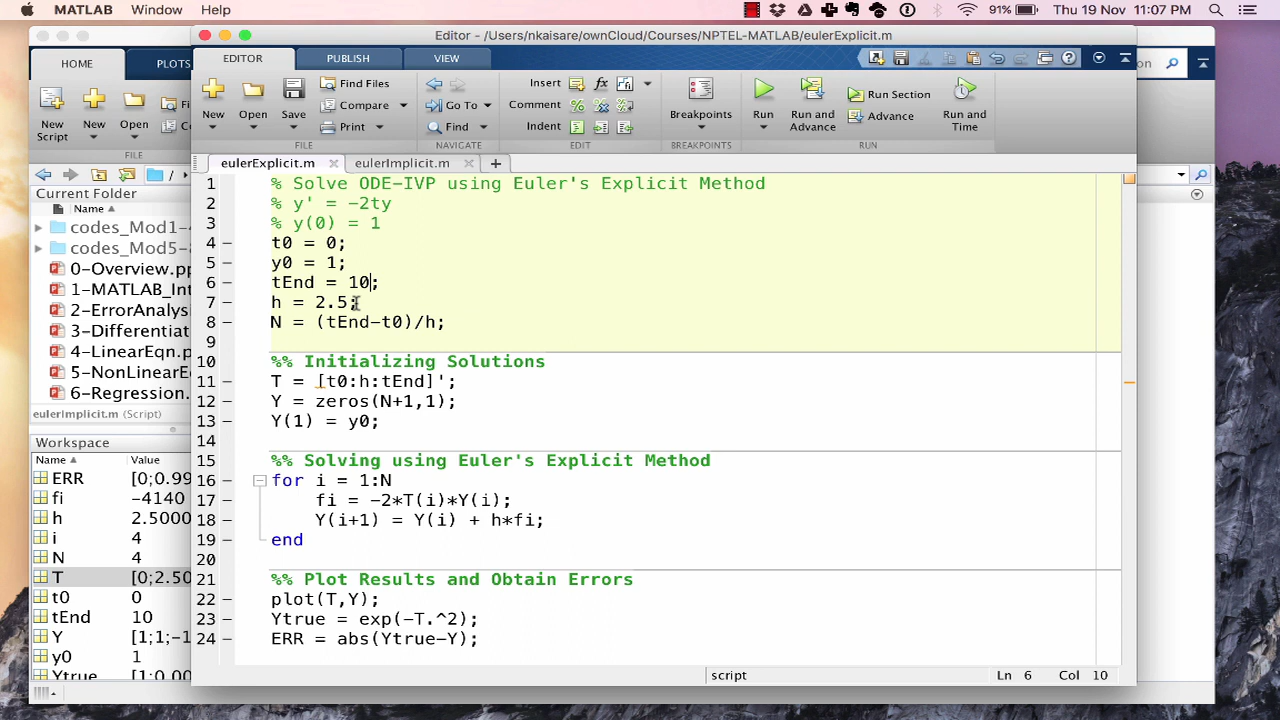 MATLAB Window Help 91% Thu 19 Nov 11:07 PM
Editor - /Users/nkaisare/ownCloud/Courses/NPTEL-MATLAB/eulerExplicit.m
HOME PLOTS
EDITOR PUBLISH VIEW
New Script New Open
FILE
New Open Save
Find Files
Compare
Print
FILE
Go To
Find
NAVIGATE
Insert
Comment
Indent
EDIT
Breakpoints
BREAKPOINTS
Run
Run and Advance
Run Section
Advance
Run and Time
RUN
eulerExplicit.m eulerImplicit.m
Current Folder
Name
codes_Mod1-4
codes_Mod5-8
0-Overview.pp
1-MATLAB_Int
2-ErrorAnalys
3-Differentiat
4-LinearEqn.p
5-NonLinearE
6-Regression.
eulerImplicit.m (Script)
Workspace
Name Value
ERR [0;0.99
fi -4140
h 2.5000
i 4
N 4
T [0;2.50
t0 0
tEnd 10
Y [1;1;-1
y0 1
Ytrue [1;0.00
1 % Solve ODE-IVP using Euler's Explicit Method
2 % y' = -2ty
3 % y(0) = 1
4 t0 = 0;
5 y0 = 1;
6 tEnd = 10;
7 h = 2.5;
8 N = (tEnd-t0)/h;
9
10 %% Initializing Solutions
11 T = [t0:h:tEnd]';
12 Y = zeros(N+1,1);
13 Y(1) = y0;
14
15 %% Solving using Euler's Explicit Method
16 for i = 1:N
17 fi = -2*T(i)*Y(i);
18 Y(i+1) = Y(i) + h*fi;
19 end
20
21 %% Plot Results and Obtain Errors
22 plot(T,Y);
23 Ytrue = exp(-T.^2);
24 ERR = abs(Ytrue-Y);
script Ln 6 Col 10